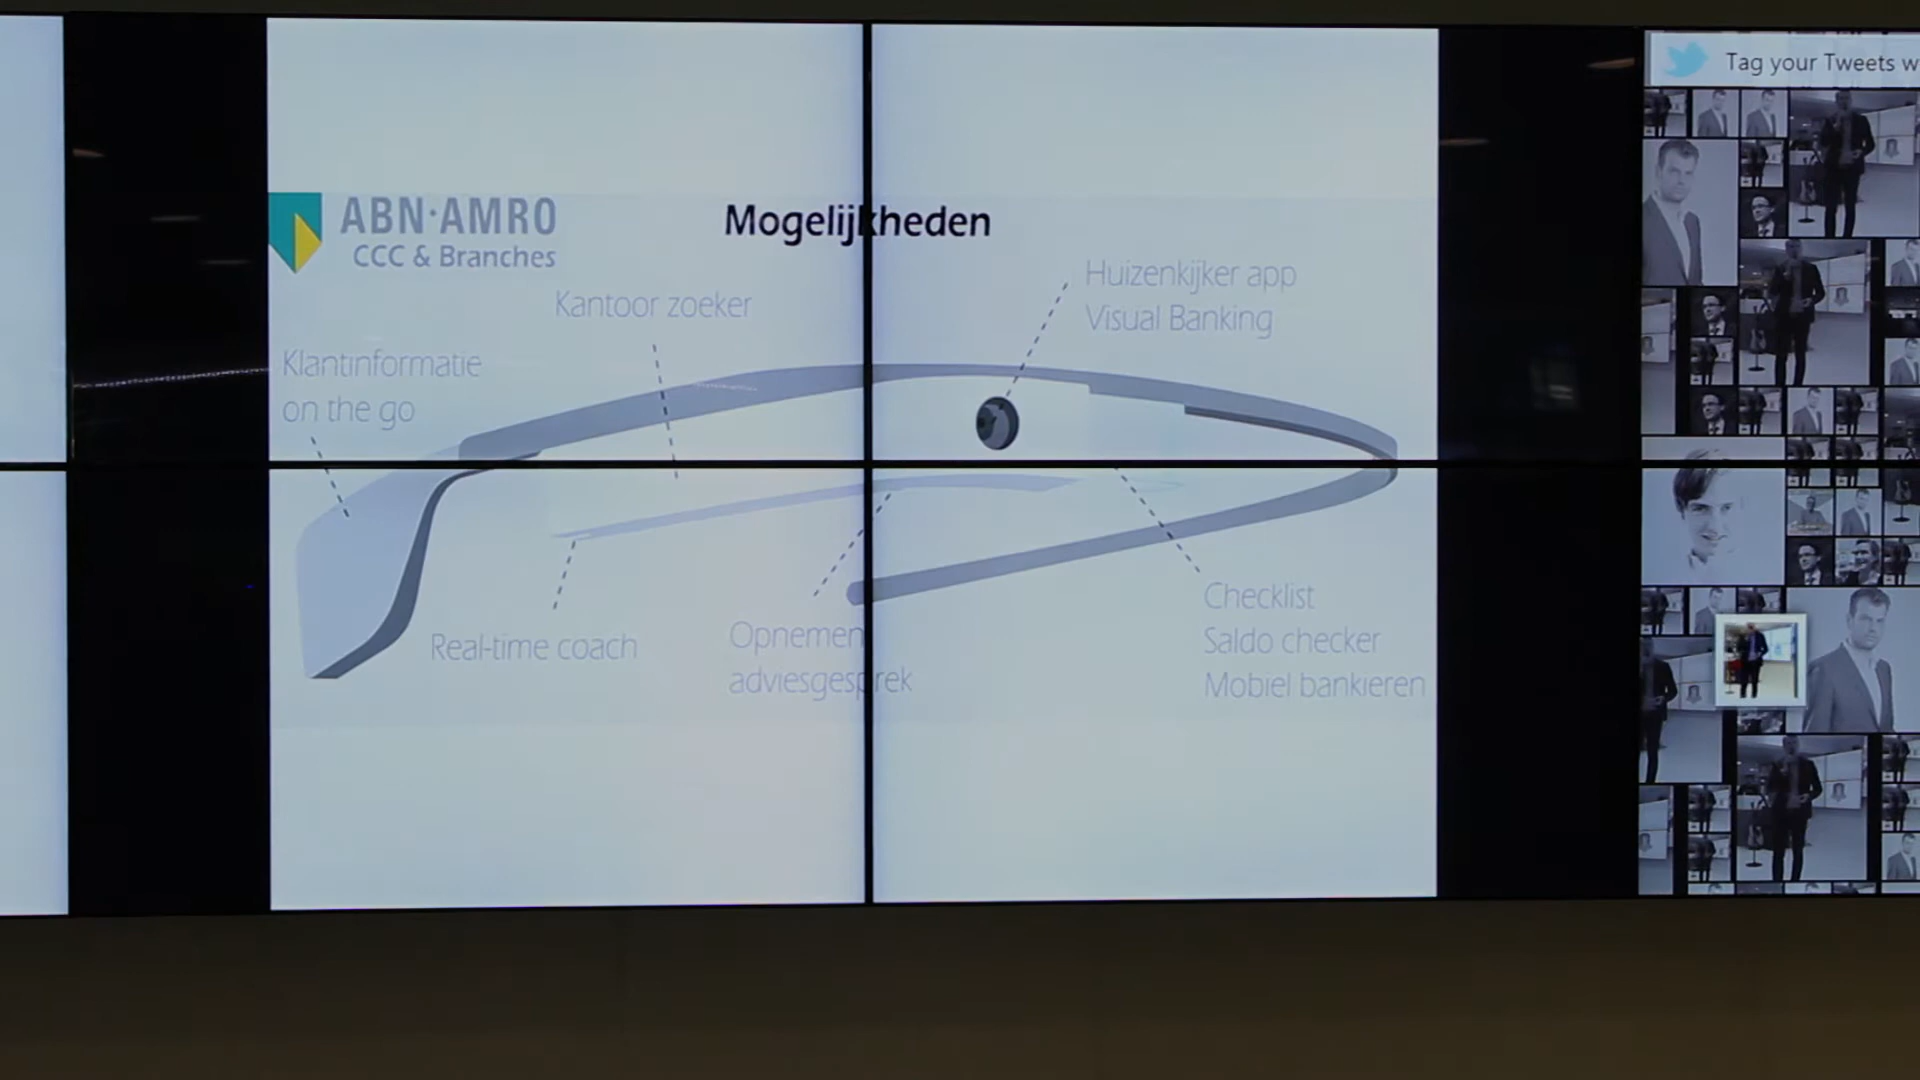 Tag your Tweets w
ABN·AMRO
CCC & Branches
Mogelijkheden
Huizenkijker app
Visual Banking
Kantoor zoeker
Klantinformatie
on the go
Real-time coach
Opnemen
adviesgesprek
Checklist
Saldo checker
Mobiel bankieren